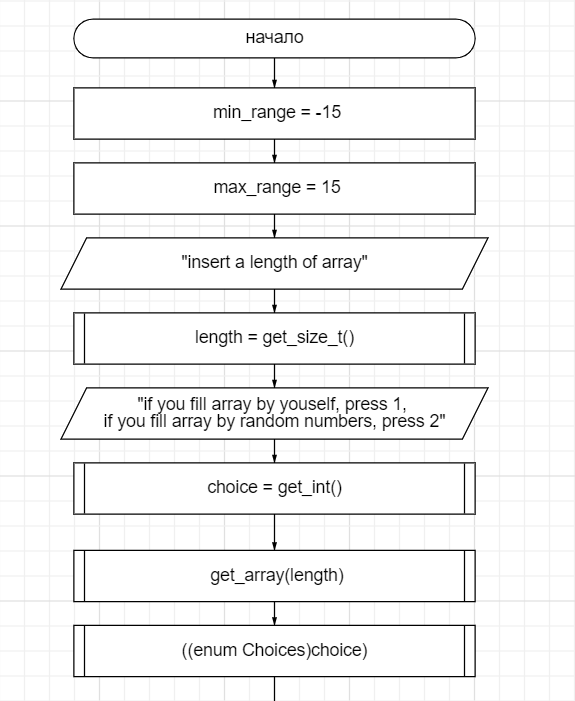 начало
min_range = -15
max_range = 15
"insert a length of array"
length = get_size_t()
"if you fill array by youself, press 1,
if you fill array by random numbers, press 2"
choice = get_int()
get_array(length)
((enum Choices)choice)